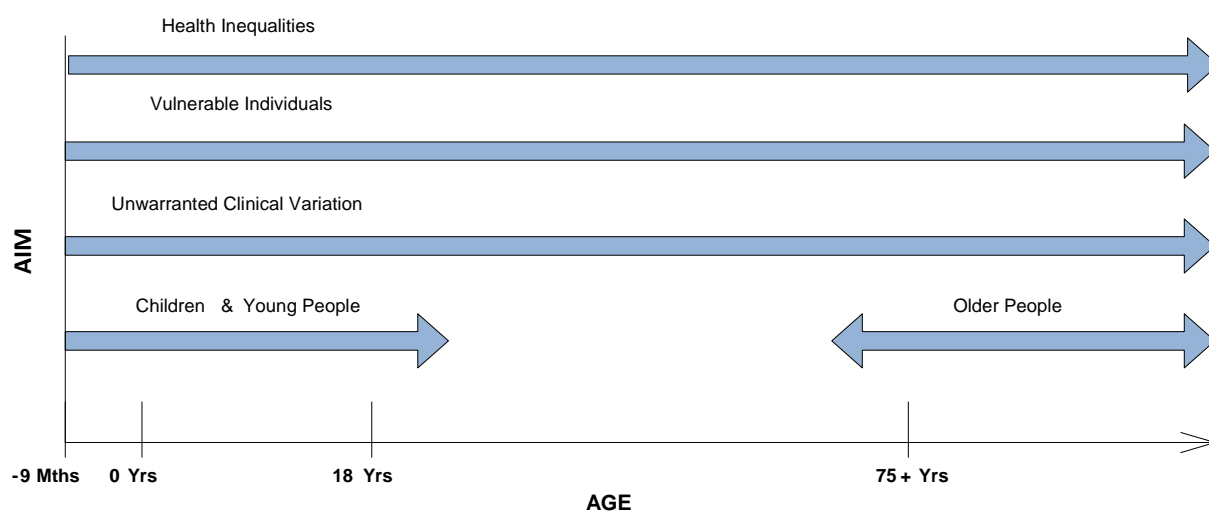 Health Inequalities
Vulnerable Individuals
Unwarranted Clinical Variation
AIM
Children & Young People
Older People
-9 Mths 0 Yrs 18 Yrs 75+ Yrs
AGE